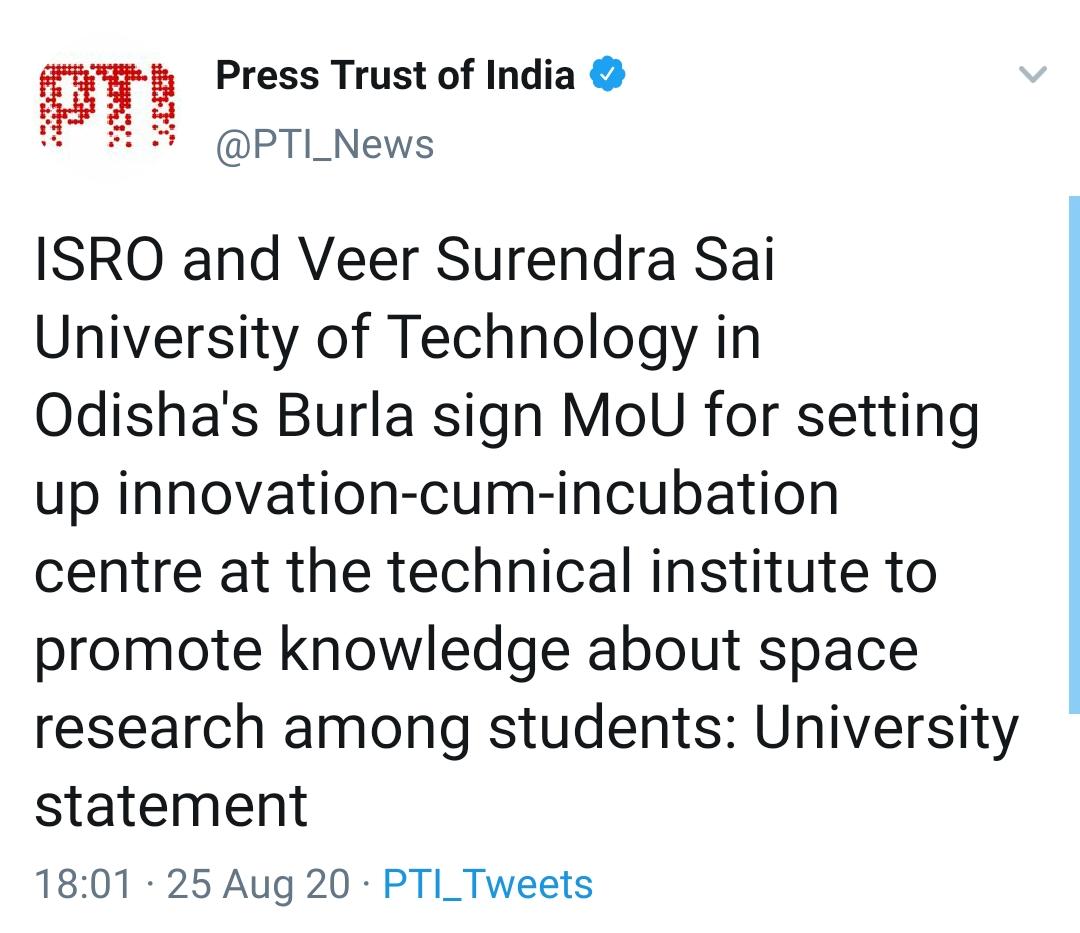 PTI
Press Trust of India
@PTI_News
ISRO and Veer Surendra Sai
University of Technology in
Odisha's Burla sign MoU for setting
up innovation-cum-incubation
centre at the technical institute to
promote knowledge about space
research among students: University
statement
18:01 · 25 Aug 20 · PTI_Tweets